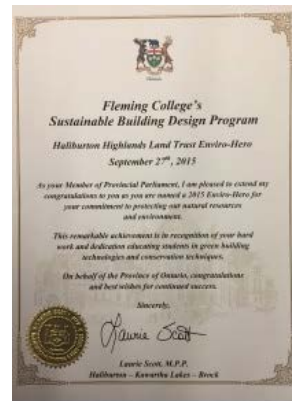 Ontario
Fleming College's
Sustainable Building Design Program
Haliburton Highlands Land Trust Enviro-Hero
September 27th, 2015
As your Member of Provincial Parliament, I am pleased to extend my
congratulations to you as you are named a 2015 Enviro-Hero for
your commitment to protecting our natural resources
and environment.
This remarkable achievement is in recognition of your hard
work and dedication educating students in green building
technologies and conservation techniques.
On behalf of the Province of Ontario, congratulations
and best wishes for continued success.
Sincerely,
Laurie Scott
Laurie Scott, M.P.P.
Haliburton – Kawartha Lakes – Brock